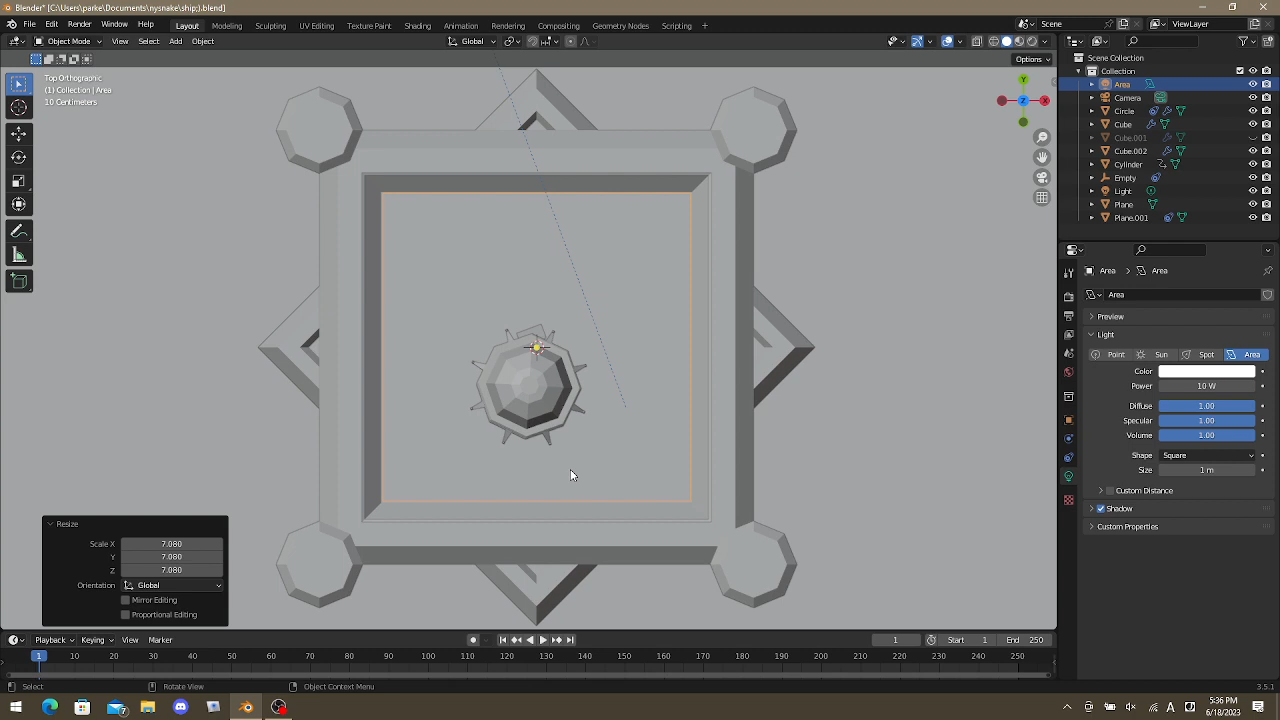 Blender* [C:\Users\parke\Documents\nysnake\ship;).blend]
File Edit Render Window Help Layout Modeling Sculpting UV Editing Texture Paint Shading Animation Rendering Compositing Geometry Nodes Scripting + Scene ViewLayer
Object Mode View Select Add Object Global
Options
Top Orthographic
(1) Collection | Area
10 Centimeters
Y
Z
X
Scene Collection
Collection
Area
Camera
Circle
Cube
Cube.001
Cube.002
Cylinder
Empty
Light
Plane
Plane.001
Area > Area
Area
Preview
Light
Point Sun Spot Area
Color
Power 10 W
Diffuse 1.00
Specular 1.00
Volume 1.00
Shape Square
Size 1 m
Custom Distance
Shadow
Custom Properties
Resize
Scale X 7.080
Y 7.080
Z 7.080
Orientation Global
Mirror Editing
Proportional Editing
Playback Keying View Marker 1 Start 1 End 250
1 10 20 30 40 50 60 70 80 90 100 110 120 130 140 150 160 170 180 190 200 210 220 230 240 250
Select Rotate View Object Context Menu 3.5.1
7
A
5:36 PM
6/18/2023